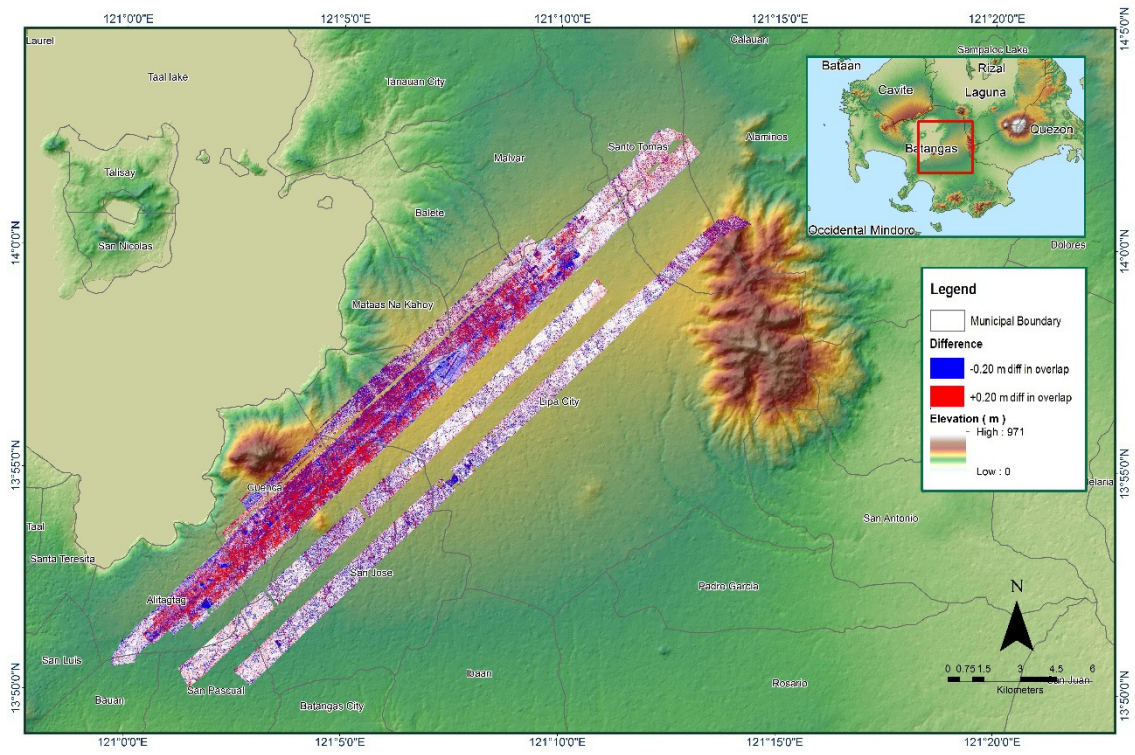 121°0'0"E
121°5'0"E
121°10'0"E
121°15'0"E
121°20'0"E
14°5'0"N
14°5'0"N
Laurel
Calauan
Taal lake
Tanauan City
Sampaloc Lake
Bataan
Rizal
Cavite
Laguna
Quezon
Batangas
Occidental Mindoro
Santo Tomas
Alaminos
Malvar
Talisay
Balete
San Nicolas
Dolores
14°0'0"N
14°0'0"N
Mataas Na Kahoy
Legend
Municipal Boundary
Difference
-0.20 m diff in overlap
+0.20 m diff in overlap
Elevation ( m )
High : 971
Low : 0
Lipa City
13°55'0"N
13°55'0"N
Cuenca
elaria
San Antonio
Taal
Santa Teresita
San Jose
Padre Garcia
Alitagtag
N
San Luis
Ibaan
Rosario
0 0.75 1.5 3 4.5 6
Kilometers
San Juan
San Pascual
Bauan
Batangas City
13°50'0"N
13°50'0"N
121°0'0"E
121°5'0"E
121°10'0"E
121°15'0"E
121°20'0"E